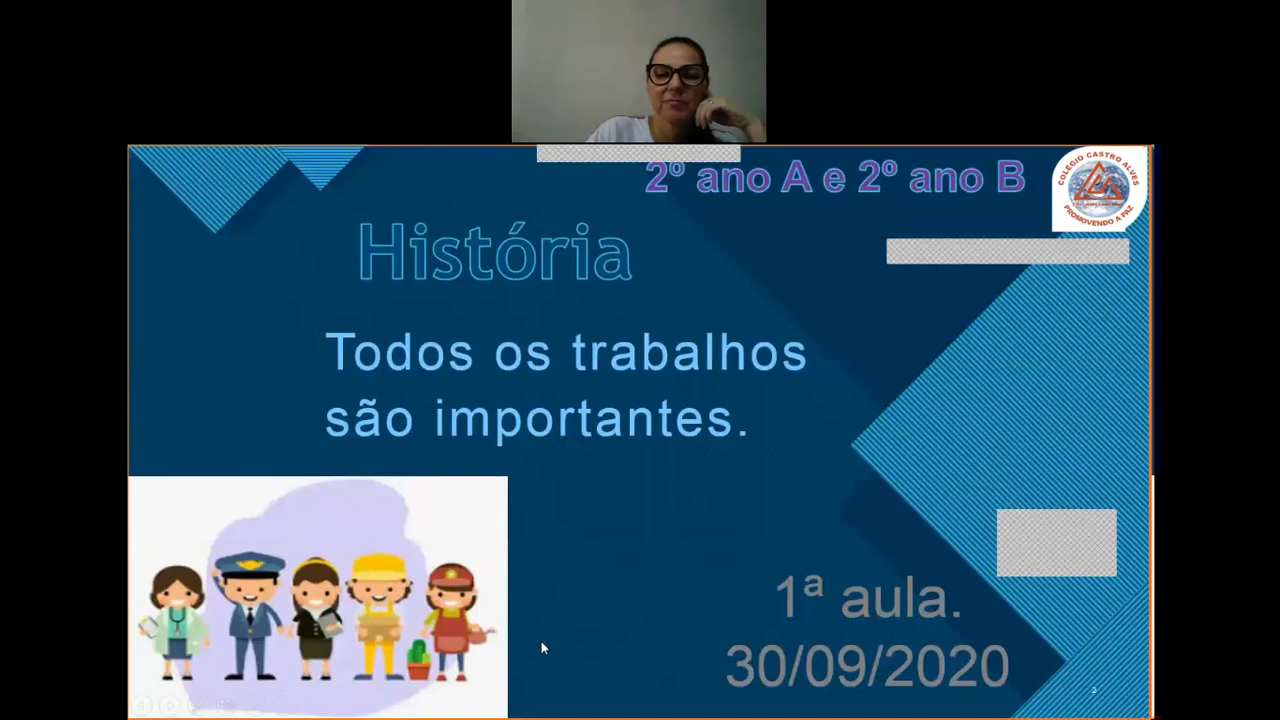 2º ano A e 2º ano B
COLÉGIO CASTRO ALVES
PROMOVENDO A PAZ
História
Todos os trabalhos
são importantes.
1ª aula.
30/09/2020
2